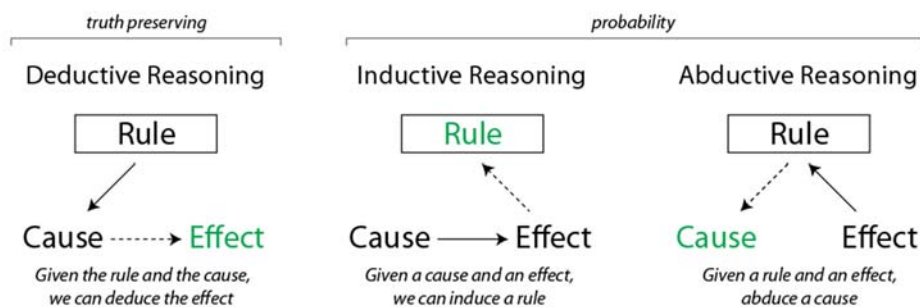 truth preserving
probability
Deductive Reasoning
Inductive Reasoning
Abductive Reasoning
Rule
Rule
Rule
Cause
Effect
Cause
Effect
Cause
Effect
Given the rule and the cause,
we can deduce the effect
Given a cause and an effect,
we can induce a rule
Given a rule and an effect,
abduce a cause